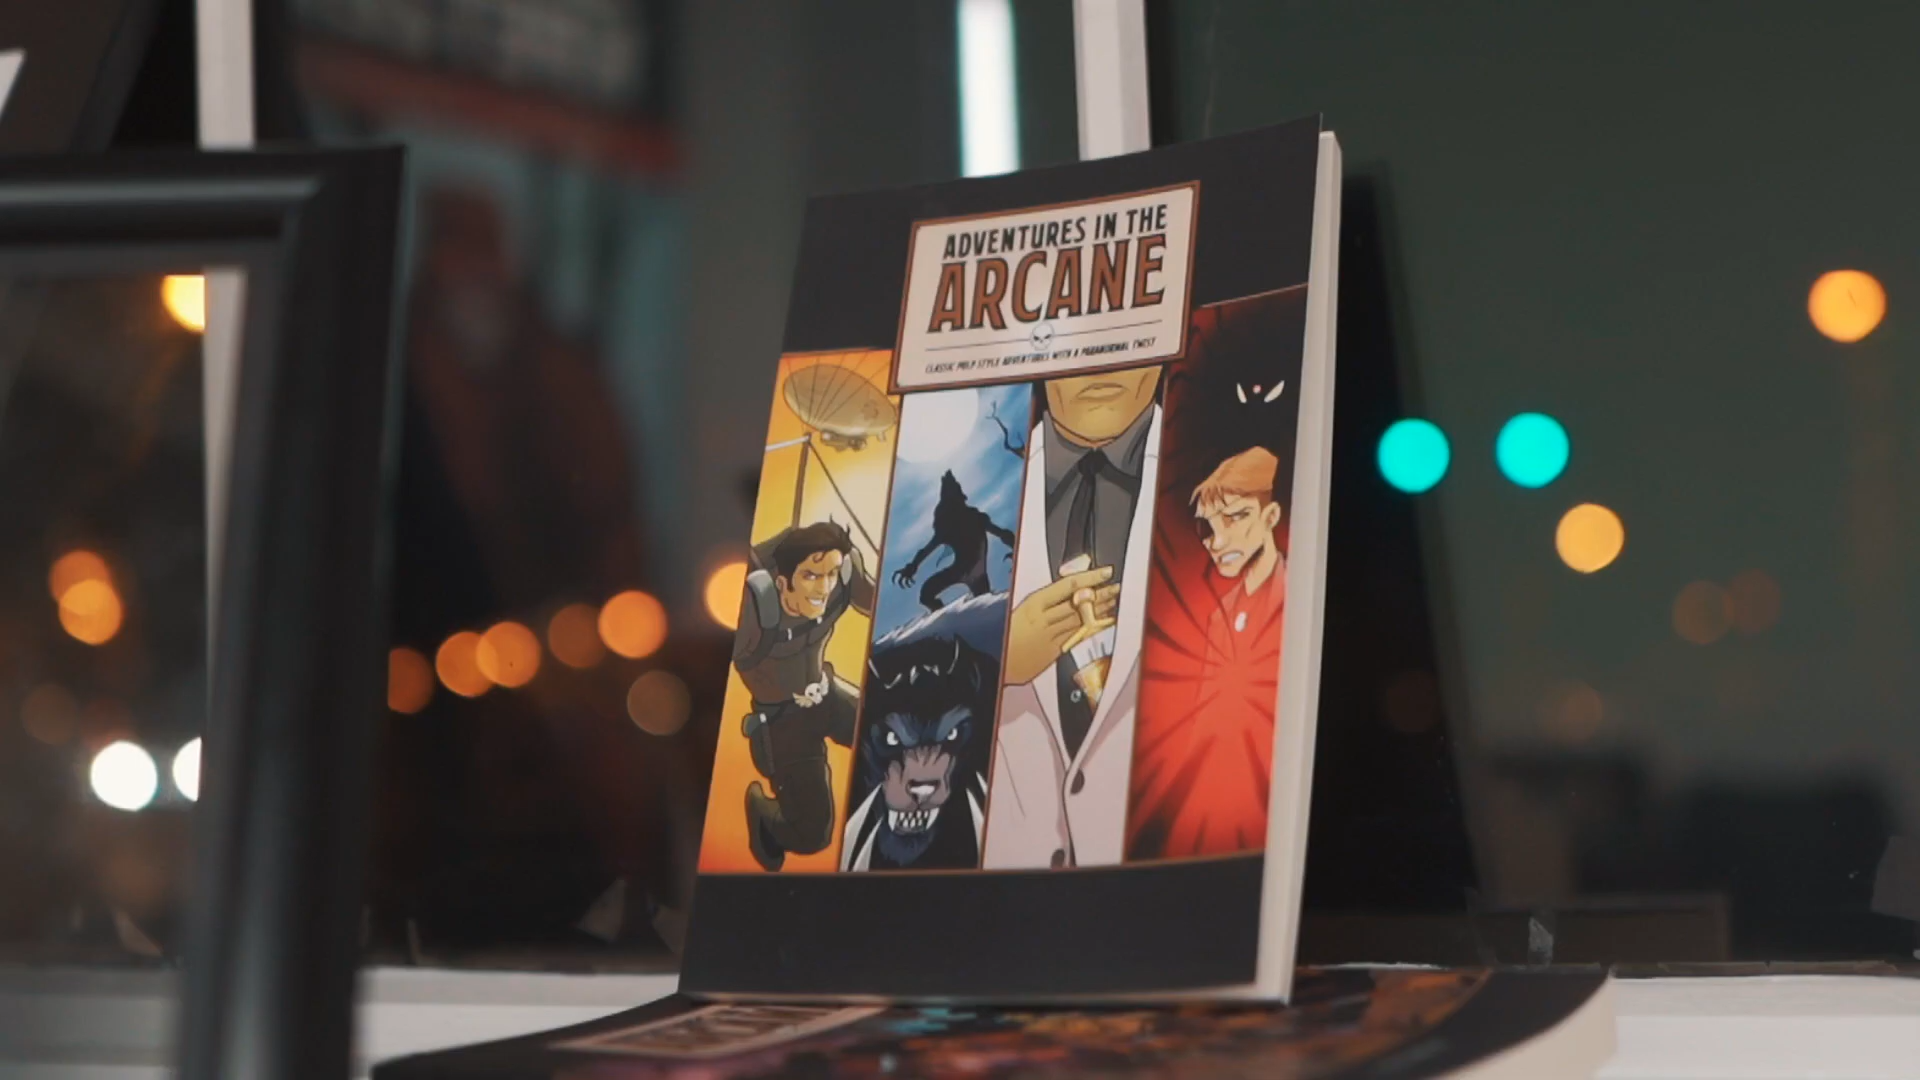 ADVENTURES IN THE
ARCANE
CLASSIC PULP STYLE ADVENTURES WITH A PARANORMAL TWIST